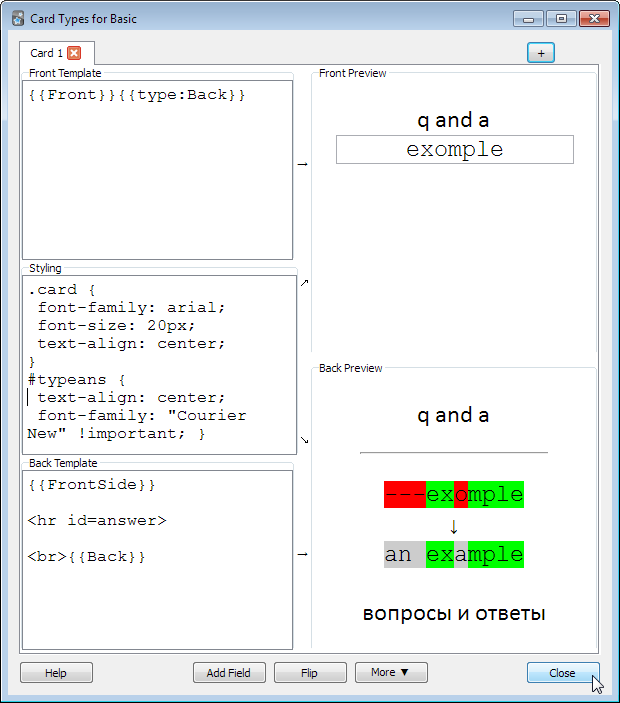 Card Types for Basic
Card 1
+
Front Template
{{Front}}{{type:Back}}
Styling
.card {
font-family: arial;
font-size: 20px;
text-align: center;
}
#typeans {
text-align: center;
font-family: "Courier
New" !important; }
Back Template
{{FrontSide}}
<hr id=answer>
<br>{{Back}}
→
→
Front Preview
q and a
exomple
Back Preview
q and a
---exomple
↓
an example
вопросы и ответы
Help
Add Field
Flip
More ▼
Close